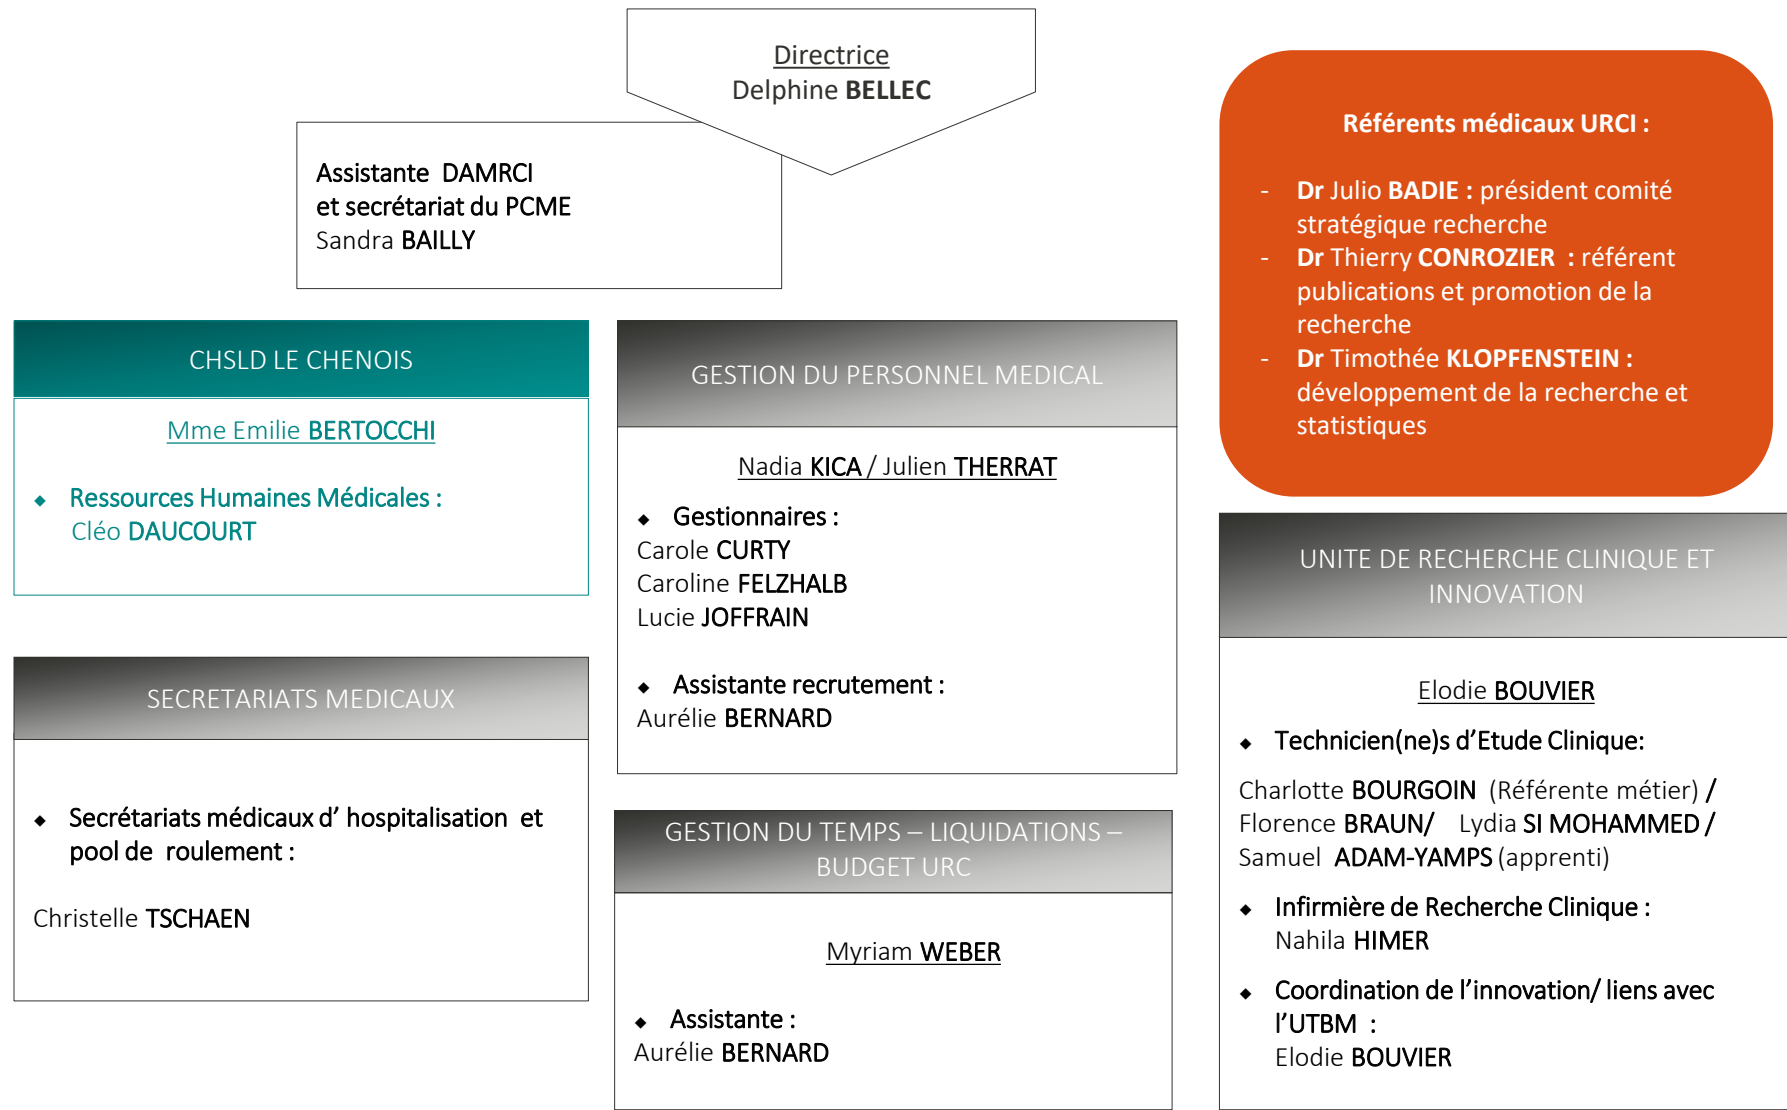 Directrice
Delphine BELLEC
Assistante DAMRCI
et secrétariat du PCME
Sandra BAILLY
Référents médicaux URCI :
- Dr Julio BADIE : président comité
stratégique recherche
- Dr Thierry CONROZIER : référent
publications et promotion de la
recherche
- Dr Timothée KLOPFENSTEIN :
développement de la recherche et
statistiques
CHSLD LE CHENOIS
Mme Emilie BERTOCCHI
◆ Ressources Humaines Médicales :
Cléo DAUCOURT
SECRETARIATS MEDICAUX
◆ Secrétariats médicaux d’ hospitalisation et
pool de roulement :
Christelle TSCHAEN
GESTION DU PERSONNEL MEDICAL
Nadia KICA / Julien THERRAT
◆ Gestionnaires :
Carole CURTY
Caroline FELZHALB
Lucie JOFFRAIN
◆ Assistante recrutement :
Aurélie BERNARD
GESTION DU TEMPS – LIQUIDATIONS –
BUDGET URC
Myriam WEBER
◆ Assistante :
Aurélie BERNARD
UNITE DE RECHERCHE CLINIQUE ET
INNOVATION
Elodie BOUVIER
◆ Technicien(ne)s d’Etude Clinique:
Charlotte BOURGOIN (Référente métier) /
Florence BRAUN/ Lydia SI MOHAMMED /
Samuel ADAM-YAMPS (apprenti)
◆ Infirmière de Recherche Clinique :
Nahila HIMER
◆ Coordination de l’innovation/ liens avec
l’UTBM :
Elodie BOUVIER